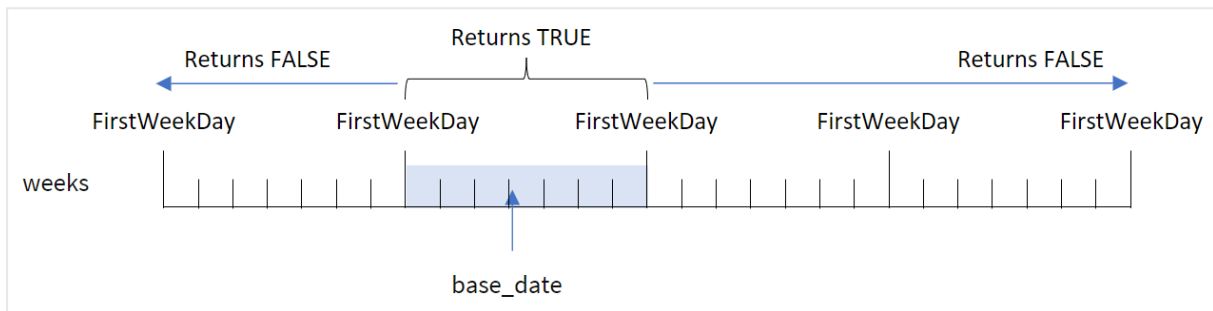 Returns TRUE
Returns FALSE
Returns FALSE
FirstWeekDay FirstWeekDay FirstWeekDay FirstWeekDay FirstWeekDay
weeks
base_date